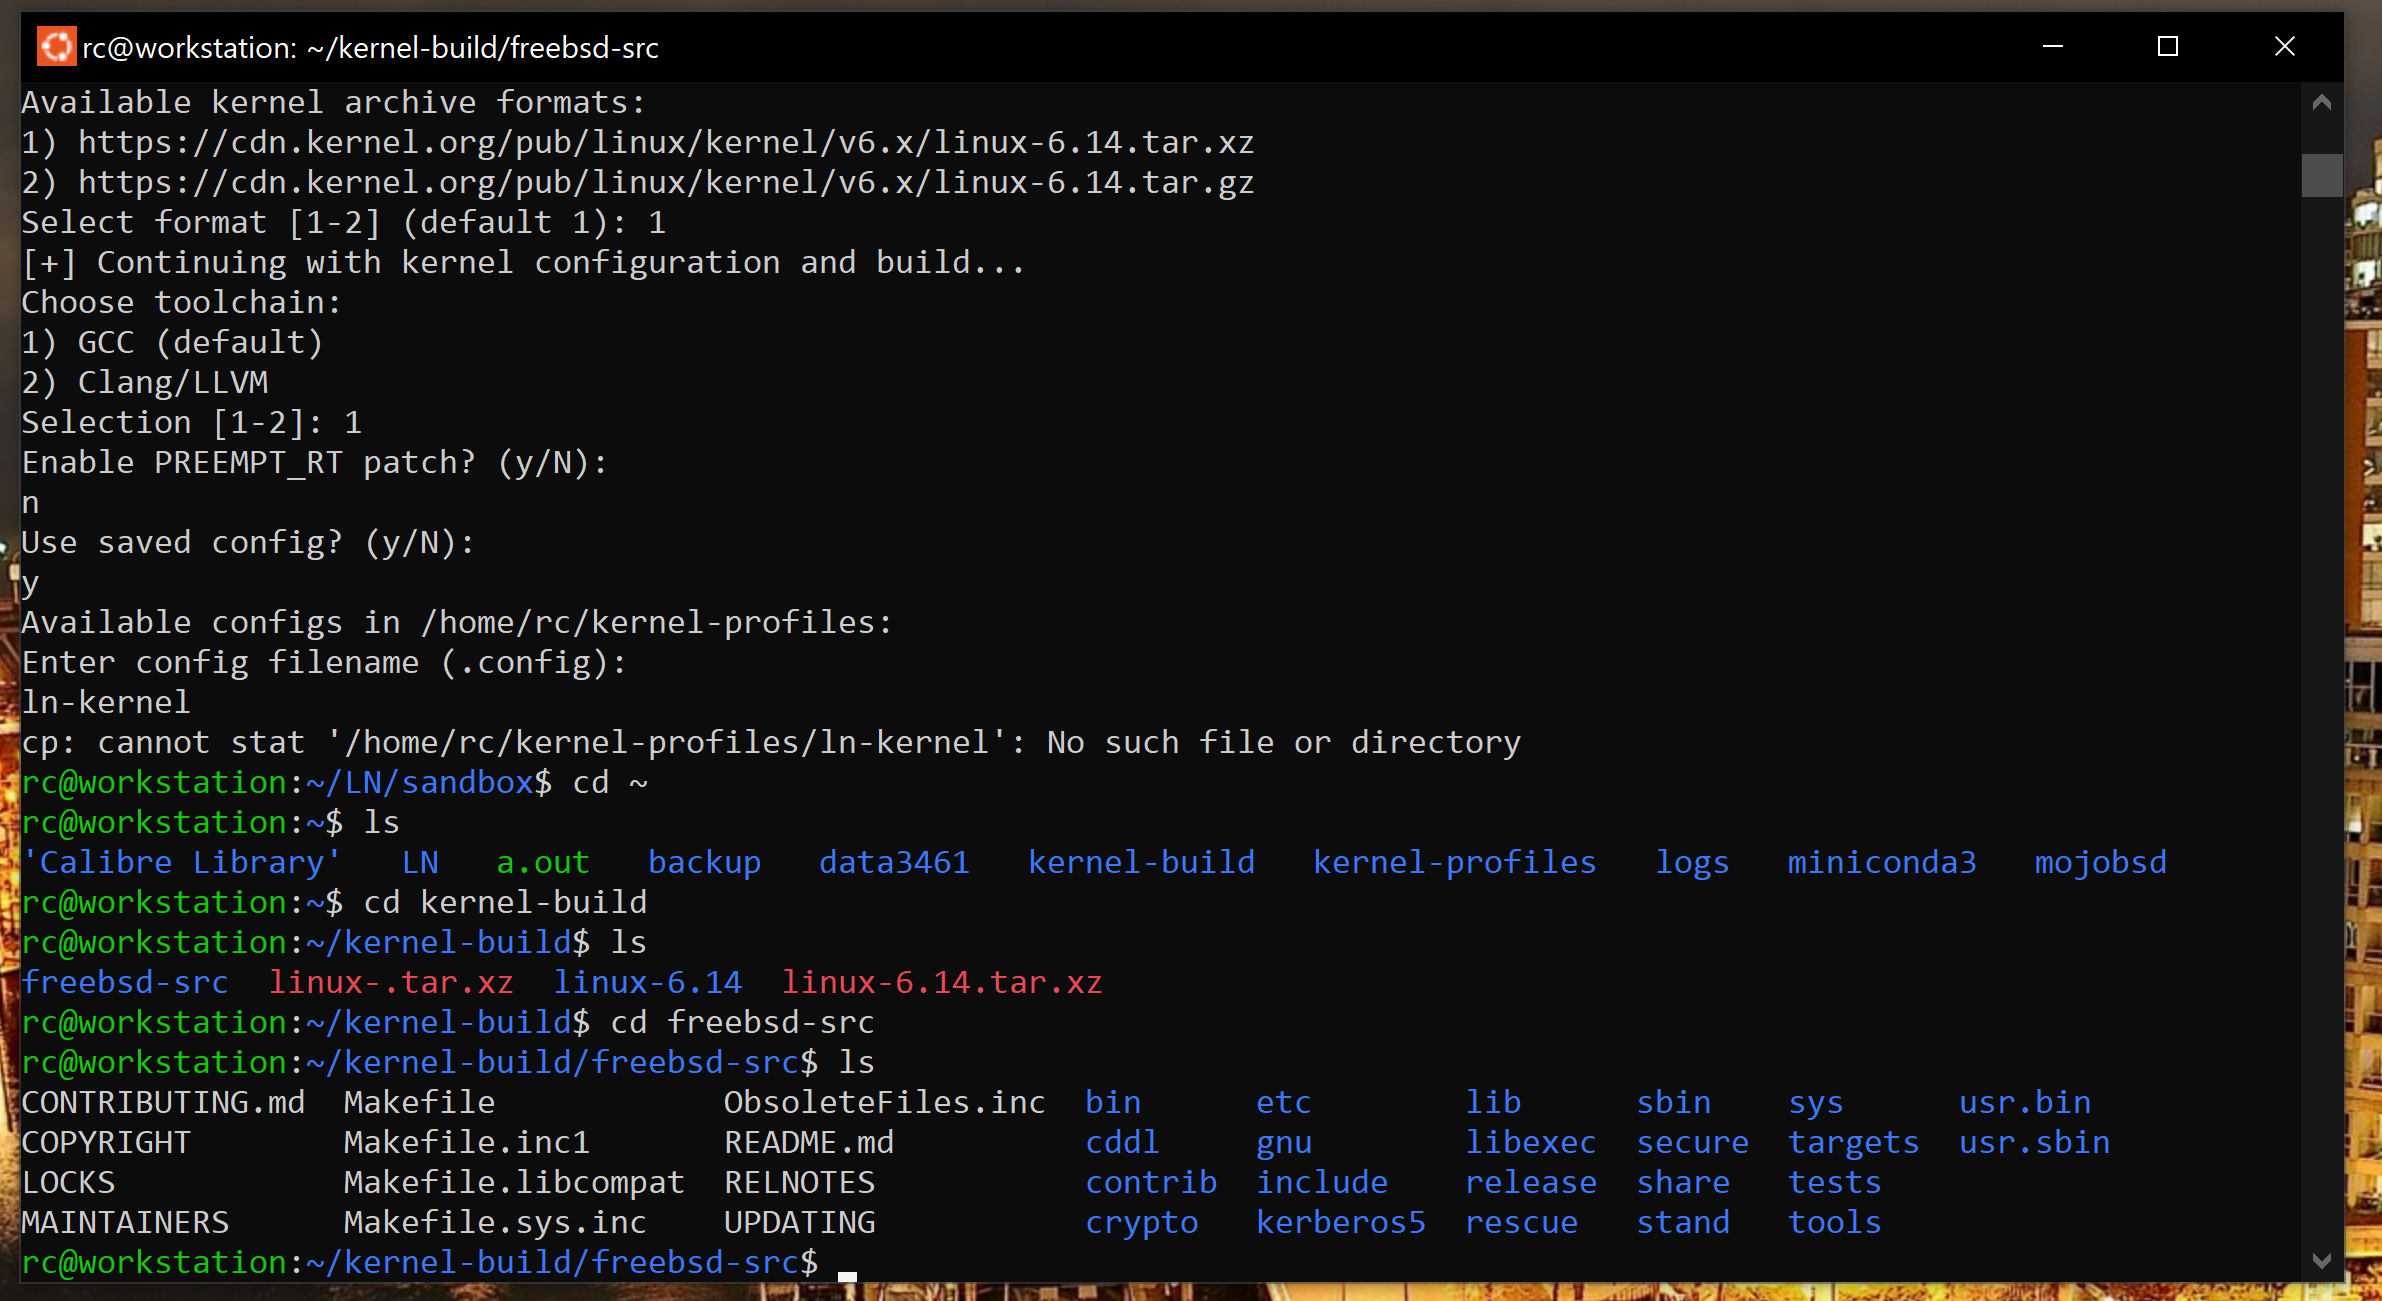 rc@workstation: ~/kernel-build/freebsd-src
Available kernel archive formats:
1) https://cdn.kernel.org/pub/linux/kernel/v6.x/linux-6.14.tar.xz
2) https://cdn.kernel.org/pub/linux/kernel/v6.x/linux-6.14.tar.gz
Select format [1-2] (default 1): 1
[+] Continuing with kernel configuration and build...
Choose toolchain:
1) GCC (default)
2) Clang/LLVM
Selection [1-2]: 1
Enable PREEMPT_RT patch? (y/N):
n
Use saved config? (y/N):
y
Available configs in /home/rc/kernel-profiles:
Enter config filename (.config):
ln-kernel
cp: cannot stat '/home/rc/kernel-profiles/ln-kernel': No such file or directory
rc@workstation:~/LN/sandbox$ cd ~
rc@workstation:~$ ls
'Calibre Library'   LN   a.out   backup   data3461   kernel-build   kernel-profiles   logs   miniconda3   mojobsd
rc@workstation:~$ cd kernel-build
rc@workstation:~/kernel-build$ ls
freebsd-src  linux-.tar.xz  linux-6.14  linux-6.14.tar.xz
rc@workstation:~/kernel-build$ cd freebsd-src
rc@workstation:~/kernel-build/freebsd-src$ ls
CONTRIBUTING.md  Makefile            ObsoleteFiles.inc  bin      etc        lib      sbin    sys      usr.bin
COPYRIGHT        Makefile.inc1       README.md          cddl     gnu        libexec  secure  targets  usr.sbin
LOCKS            Makefile.libcompat  RELNOTES           contrib  include    release  share   tests
MAINTAINERS      Makefile.sys.inc    UPDATING           crypto   kerberos5  rescue   stand   tools
rc@workstation:~/kernel-build/freebsd-src$